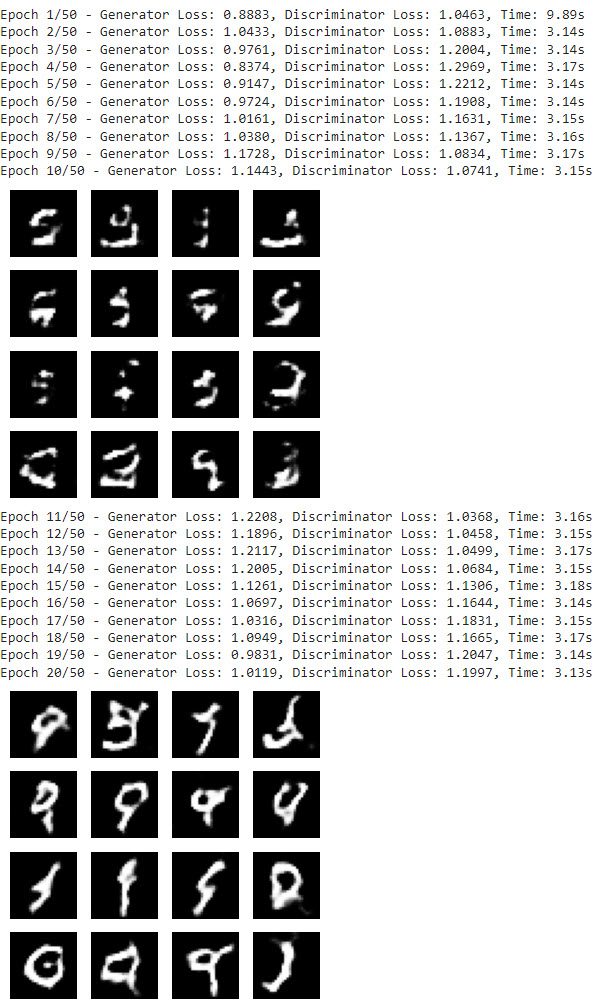 Epoch 1/50 - Generator Loss: 0.8883, Discriminator Loss: 1.0463, Time: 9.89s
Epoch 2/50 - Generator Loss: 1.0433, Discriminator Loss: 1.0883, Time: 3.14s
Epoch 3/50 - Generator Loss: 0.9761, Discriminator Loss: 1.2004, Time: 3.14s
Epoch 4/50 - Generator Loss: 0.8374, Discriminator Loss: 1.2969, Time: 3.17s
Epoch 5/50 - Generator Loss: 0.9147, Discriminator Loss: 1.2212, Time: 3.14s
Epoch 6/50 - Generator Loss: 0.9724, Discriminator Loss: 1.1908, Time: 3.14s
Epoch 7/50 - Generator Loss: 1.0161, Discriminator Loss: 1.1631, Time: 3.15s
Epoch 8/50 - Generator Loss: 1.0380, Discriminator Loss: 1.1367, Time: 3.16s
Epoch 9/50 - Generator Loss: 1.1728, Discriminator Loss: 1.0834, Time: 3.17s
Epoch 10/50 - Generator Loss: 1.1443, Discriminator Loss: 1.0741, Time: 3.15s
Epoch 11/50 - Generator Loss: 1.2208, Discriminator Loss: 1.0368, Time: 3.16s
Epoch 12/50 - Generator Loss: 1.1896, Discriminator Loss: 1.0458, Time: 3.15s
Epoch 13/50 - Generator Loss: 1.2117, Discriminator Loss: 1.0499, Time: 3.17s
Epoch 14/50 - Generator Loss: 1.2005, Discriminator Loss: 1.0684, Time: 3.15s
Epoch 15/50 - Generator Loss: 1.1261, Discriminator Loss: 1.1306, Time: 3.18s
Epoch 16/50 - Generator Loss: 1.0697, Discriminator Loss: 1.1644, Time: 3.14s
Epoch 17/50 - Generator Loss: 1.0316, Discriminator Loss: 1.1831, Time: 3.15s
Epoch 18/50 - Generator Loss: 1.0949, Discriminator Loss: 1.1665, Time: 3.17s
Epoch 19/50 - Generator Loss: 0.9831, Discriminator Loss: 1.2047, Time: 3.14s
Epoch 20/50 - Generator Loss: 1.0119, Discriminator Loss: 1.1997, Time: 3.13s